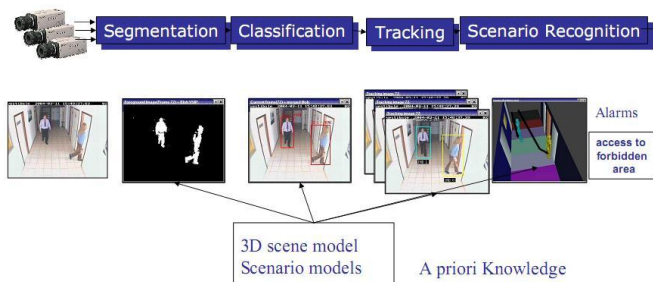 Segmentation
Classification
Tracking
Scenario Recognition
Alarms
access to
forbidden
area
3D scene model
Scenario models
A priori Knowledge